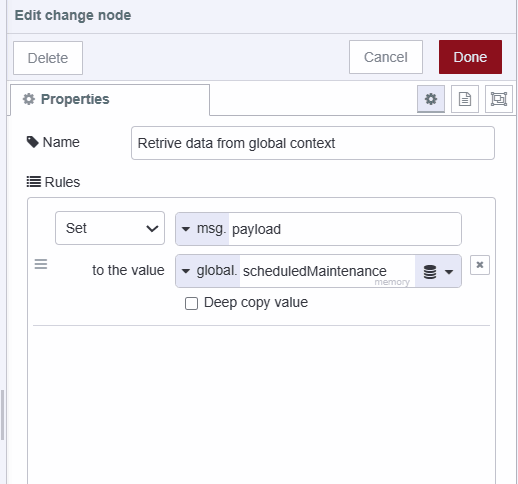 Edit change node
Delete
Cancel
Done
Properties
Name
Retrive data from global context
Rules
Set
msg. payload
to the value
global. scheduledMaintenance
memory
Deep copy value